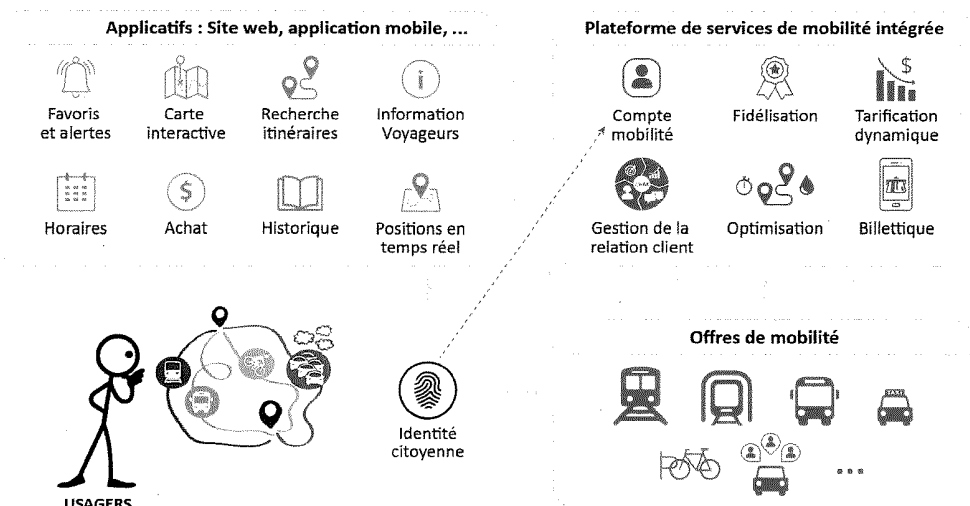 Applicatifs : Site web, application mobile, ...
Favoris
et alertes
Carte
interactive
Recherche
itinéraires
Information
Voyageurs
Horaires
Achat
Historique
Positions en
temps réel
Plateforme de services de mobilité intégrée
Compte
mobilité
Fidélisation
Tarification
dynamique
Gestion de la
relation client
Optimisation
Billettique
USAGERS
Identité
citoyenne
Offres de mobilité
TAXI
...